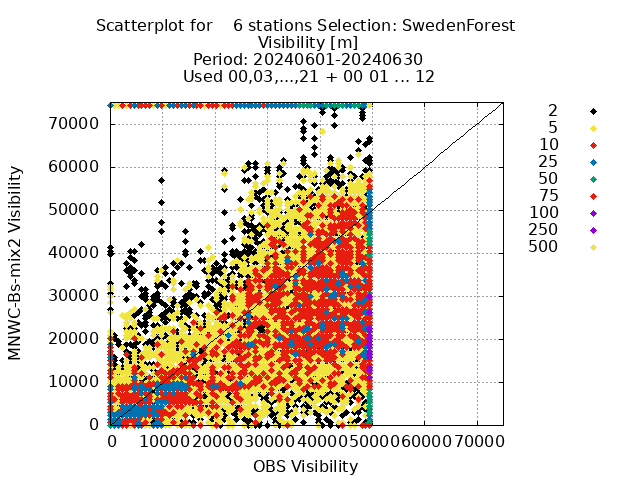 Scatterplot for 6 stations Selection: SwedenForest
Visibility [m]
Period: 20240601-20240630
Used 00,03,...,21 + 00 01 ... 12
MNWC-Bs-mix2 Visibility
70000
60000
50000
40000
30000
20000
10000
0
0 10000 20000 30000 40000 50000 60000 70000
OBS Visibility
2
5
10
25
50
75
100
250
500